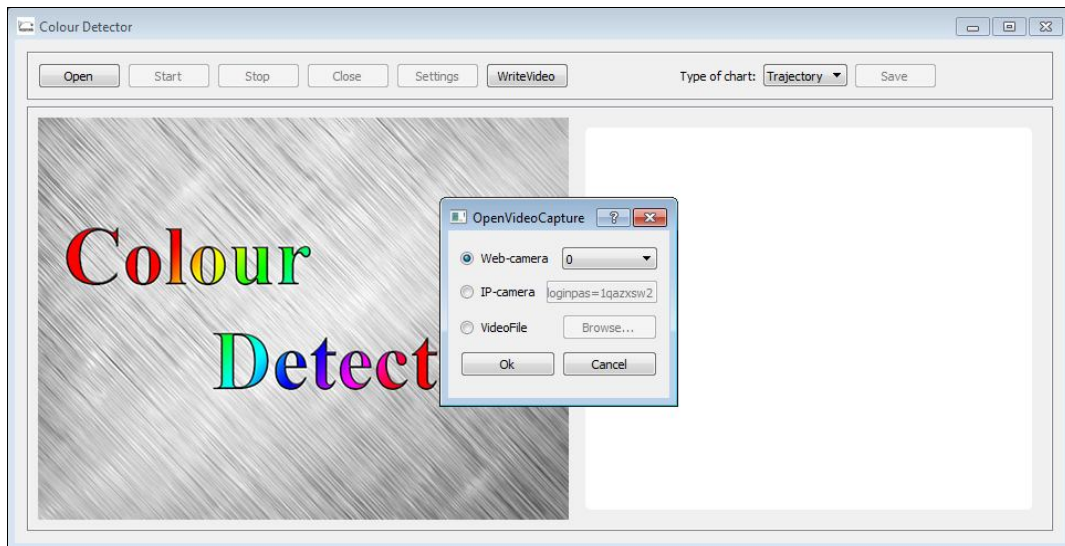 Colour Detector
Open Start Stop Close Settings WriteVideo Type of chart: Trajectory Save
Colour
Detect
OpenVideoCapture ?
Web-camera 0
IP-camera loginpas=1qazxsw2
VideoFile Browse...
Ok Cancel